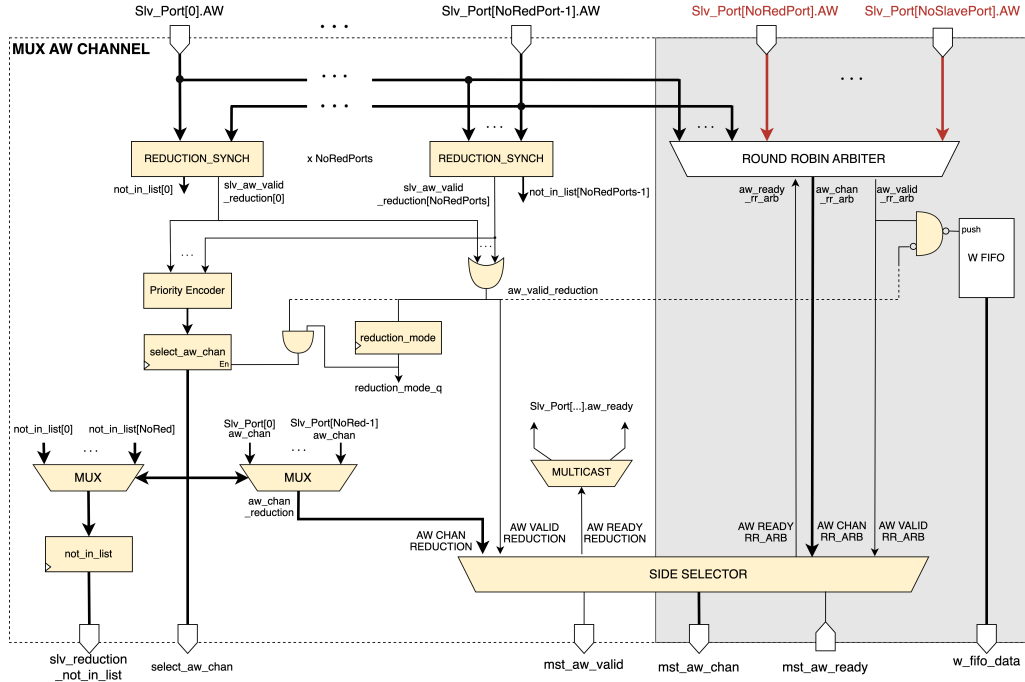 Slv_Port[0].AW
. . .
Slv_Port[NoRedPort-1].AW
Slv_Port[NoRedPort].AW
Slv_Port[NoSlavePort].AW
MUX AW CHANNEL
. . .
. . .
. . .
. . .
. . .
REDUCTION_SYNCH
x NoRedPorts
REDUCTION_SYNCH
ROUND ROBIN ARBITER
not_in_list[0]
slv_aw_valid
_reduction[0]
slv_aw_valid
_reduction[NoRedPorts]
not_in_list[NoRedPorts-1]
aw_ready
_rr_arb
aw_chan
_rr_arb
aw_valid
_rr_arb
push
W FIFO
. . .
. . .
Priority Encoder
aw_valid_reduction
select_aw_chan
En
reduction_mode
reduction_mode_q
Slv_Port[...].aw_ready
not_in_list[0]
not_in_list[NoRed]
Slv_Port[0]
aw_chan
Slv_Port[NoRed-1]
aw_chan
. . .
. . .
MUX
MUX
MULTICAST
aw_chan
_reduction
AW CHAN
REDUCTION
AW VALID
REDUCTION
AW READY
REDUCTION
AW READY
RR_ARB
AW CHAN
RR_ARB
AW VALID
RR_ARB
not_in_list
SIDE SELECTOR
slv_reduction
_not_in_list
select_aw_chan
mst_aw_valid
mst_aw_chan
mst_aw_ready
w_fifo_data